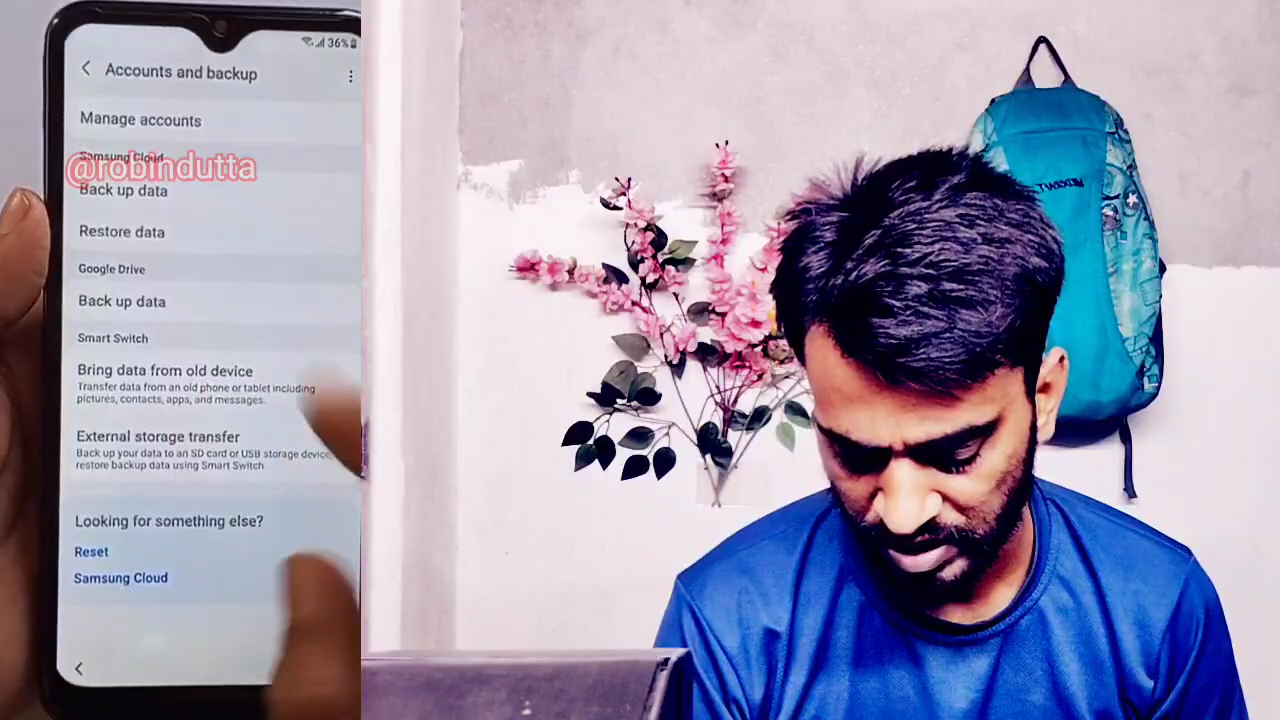 36%
Accounts and backup
Manage accounts
Samsung Cloud
@robindutta
Back up data
Restore data
Google Drive
Back up data
Smart Switch
Bring data from old device
Transfer data from an old phone or tablet including
pictures, contacts, apps, and messages.
External storage transfer
Back up your data to an SD card or USB storage device,
restore backup data using Smart Switch.
Looking for something else?
Reset
Samsung Cloud